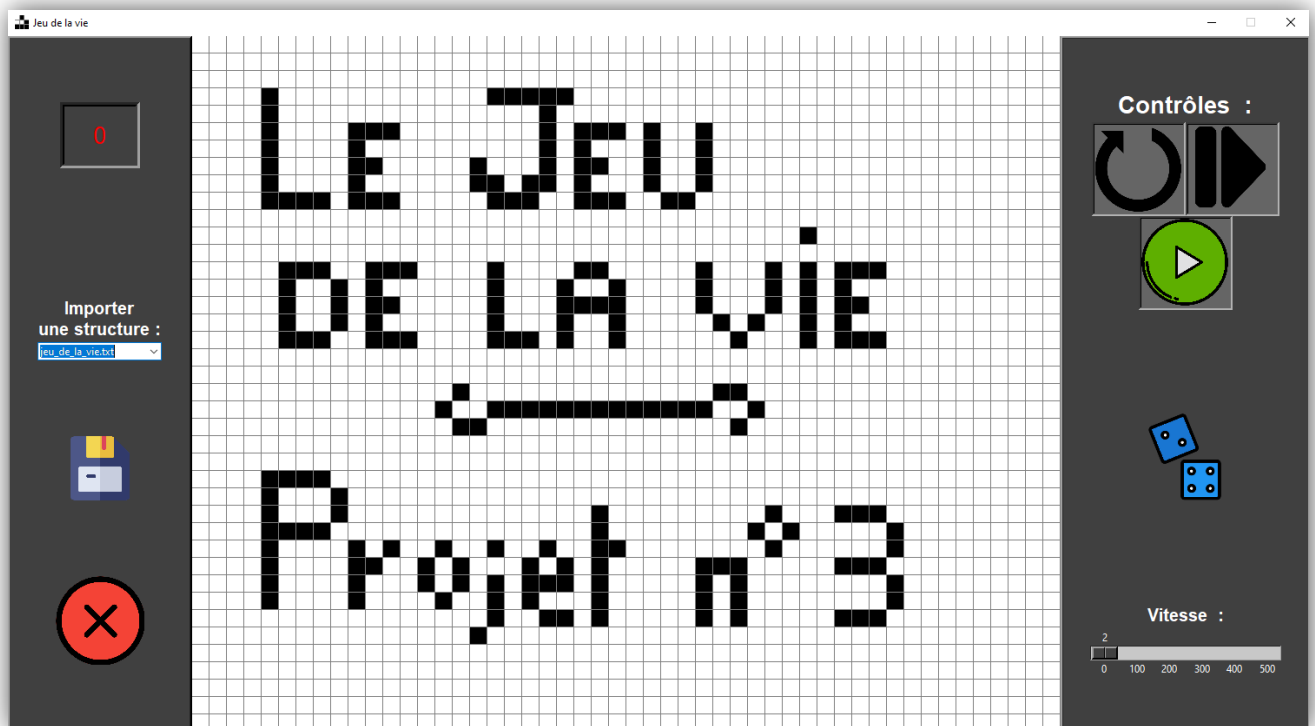 Jeu de la vie
0
Importer
une structure :
jeu_de_la_vie.txt
Le Jeu
DE LA ViE
Projet n°3
Contrôles :
Vitesse :
2
0 100 200 300 400 500